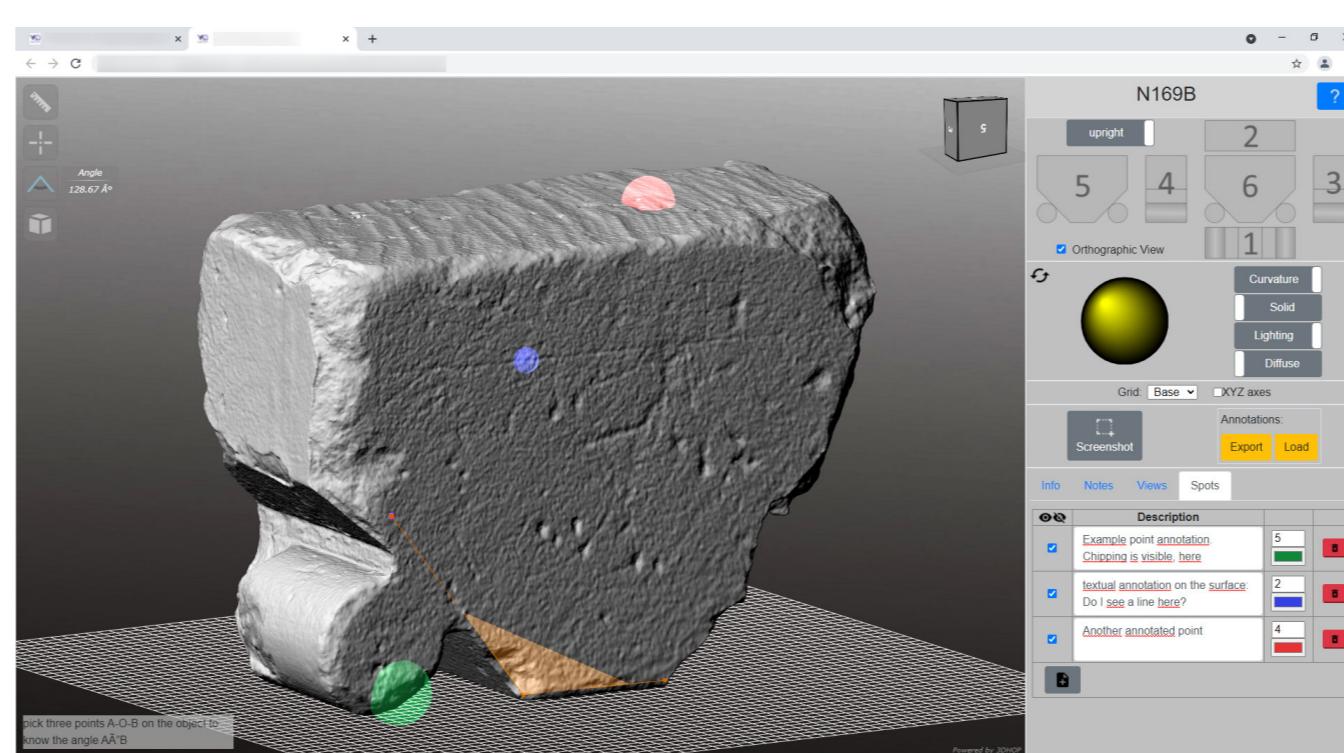 N169B
?
upright
2
5
4
6
3
Orthographic View
1
Angle
128.67 Å°
5
Curvature
Solid
Lighting
Diffuse
Grid: Base
XYZ axes
Screenshot
Annotations:
Export
Load
Info
Notes
Views
Spots
Description
Example point annotation.
Chipping is visible, here
5
textual annotation on the surface:
Do I see a line here?
2
Another annotated point
4
pick three points A-O-B on the object to
know the angle AÃ”B
Powered by 3DHOP